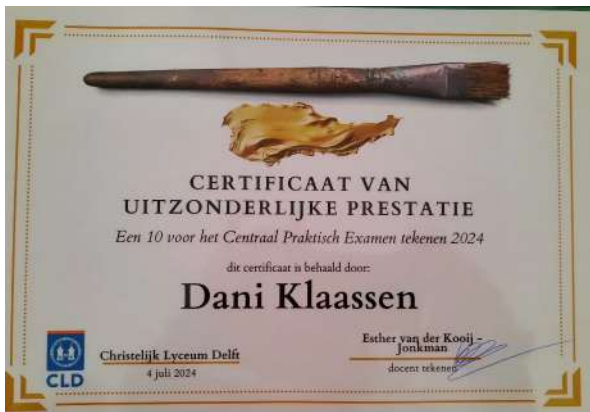 CERTIFICAAT VAN
UITZONDERLIJKE PRESTATIE
Een 10 voor het Centraal Praktisch Examen tekenen 2024
dit certificaat is behaald door:
Dani Klaassen
CLD
Christelijk Lyceum Delft
4 juli 2024
Esther van der Kooij -
Jonkman
docent tekenen